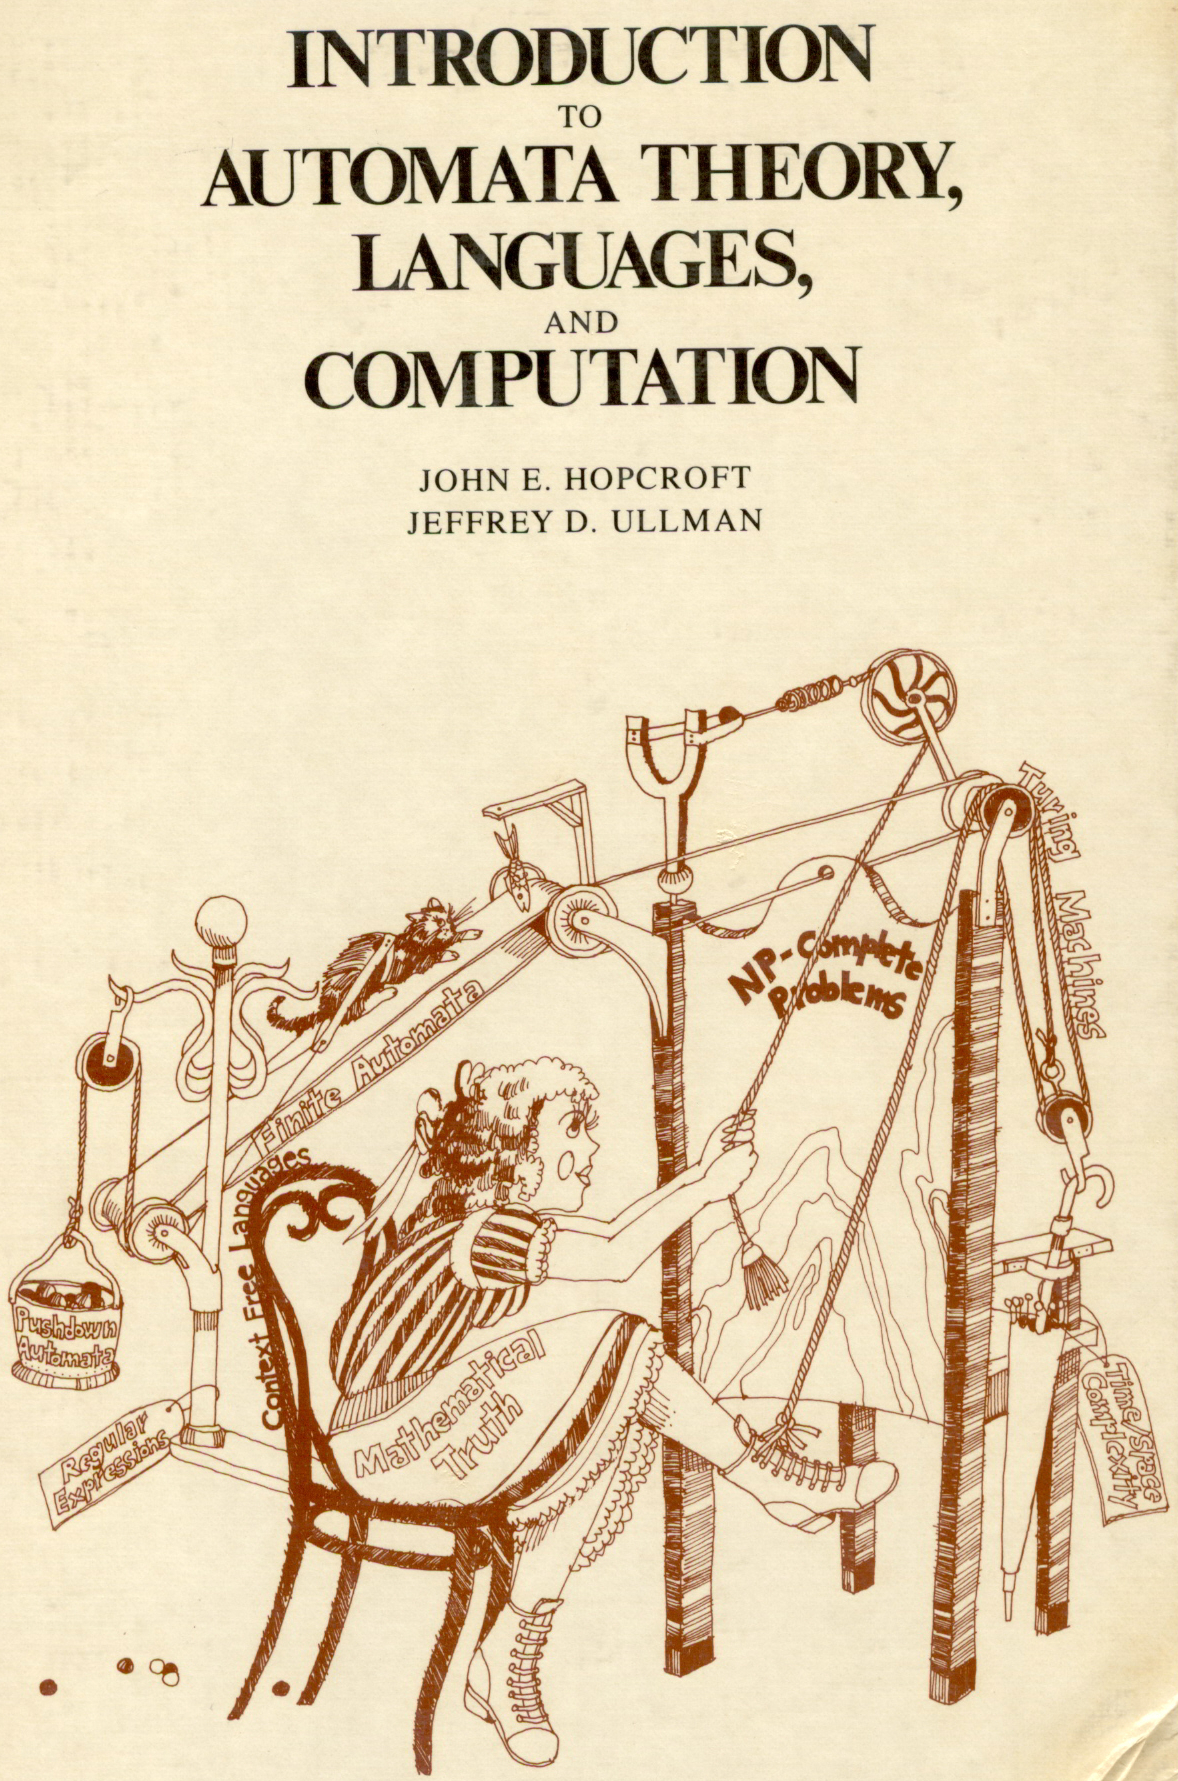 INTRODUCTION
TO
AUTOMATA THEORY,
LANGUAGES,
AND
COMPUTATION
JOHN E. HOPCROFT
JEFFREY D. ULLMAN
Turing Machines
NP-Complete
Problems
Finite Automata
Context Free Languages
Pushdown
Automata
Mathematical
Truth
Regular
Expressions
Time/Space
Complexity